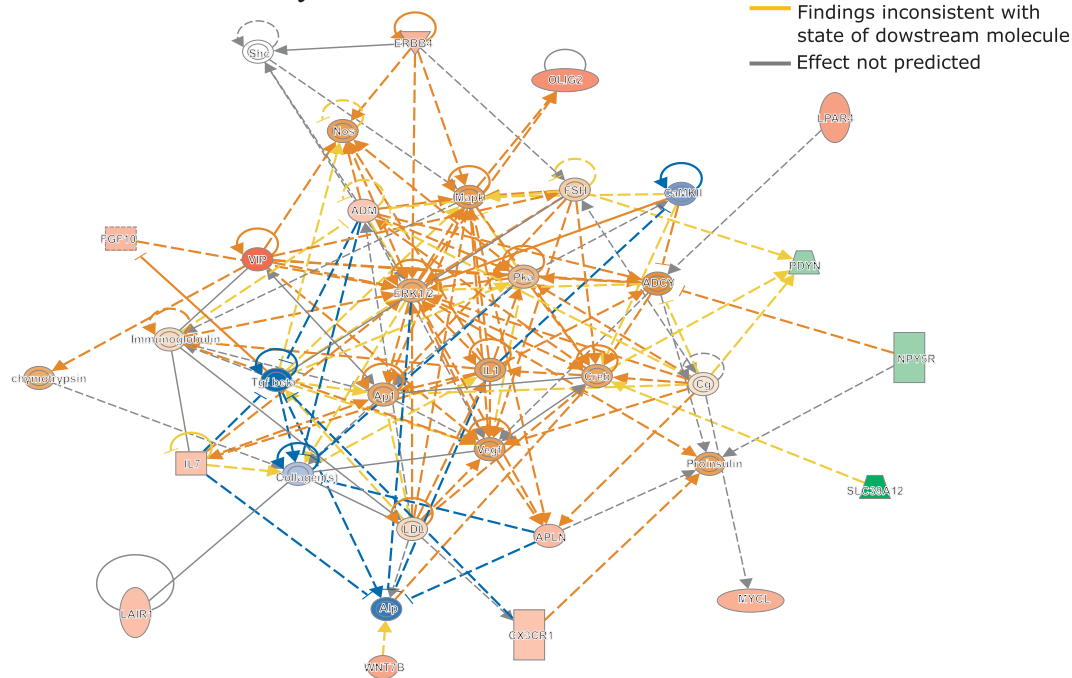 Findings inconsistent with
state of dowstream molecule
Effect not predicted
Shc
ERBB4
OLIG2
LPAR4
Nos
Mapk
FSH
CaMKII
ADM
FGF10
VIP
PDYN
Pka
ADCY
ERK1/2
Immunoglobulin
NPY5R
chymotrypsin
Tgf beta
IL1
Creb
Cg
Ap1
Vegf
IL7
Collagen(s)
Proinsulin
SLC39A12
LDL
APLN
Alp
MYCL
LAIR1
CX3CR1
WNT7B